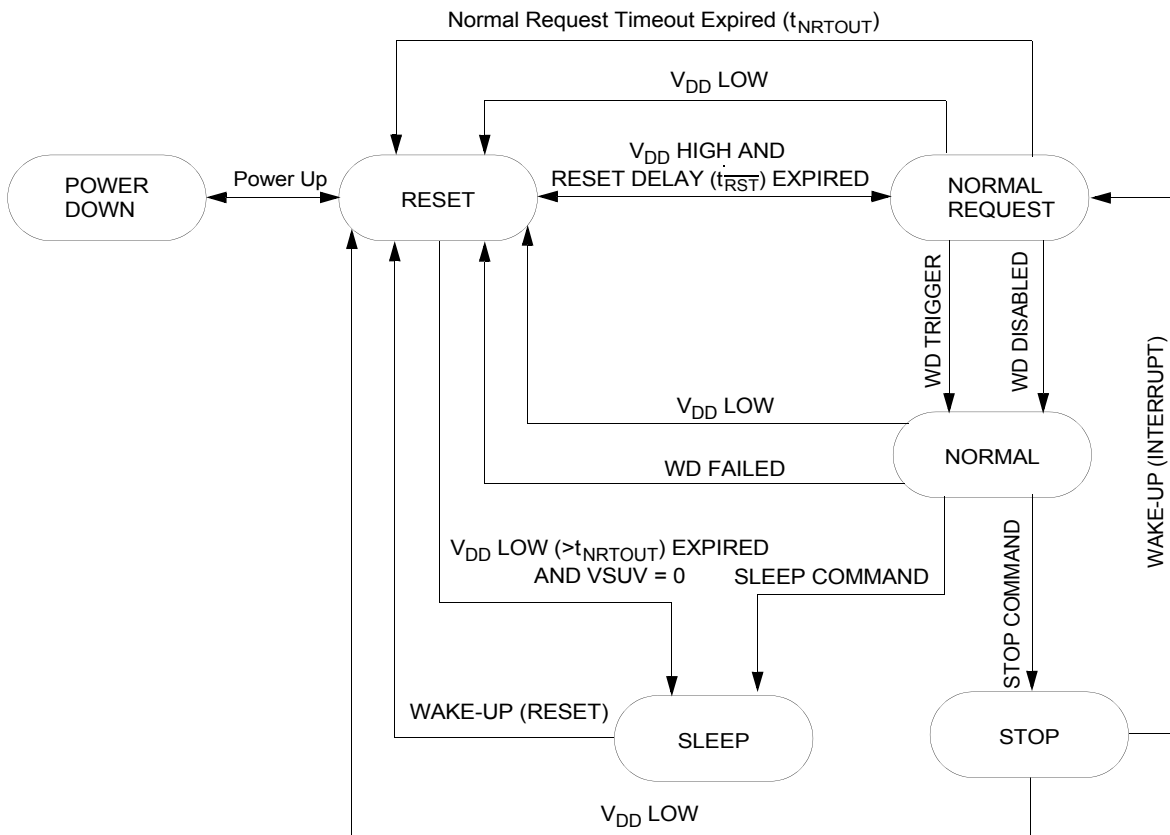 Normal Request Timeout Expired (tNRTOUT)
VDD LOW
VDD HIGH AND
RESET DELAY (tRST) EXPIRED
POWER
DOWN
Power Up
RESET
NORMAL
REQUEST
WD TRIGGER
WD DISABLED
WAKE-UP (INTERRUPT)
VDD LOW
NORMAL
WD FAILED
VDD LOW (>tNRTOUT) EXPIRED
AND VSUV = 0
SLEEP COMMAND
STOP COMMAND
WAKE-UP (RESET)
SLEEP
STOP
VDD LOW